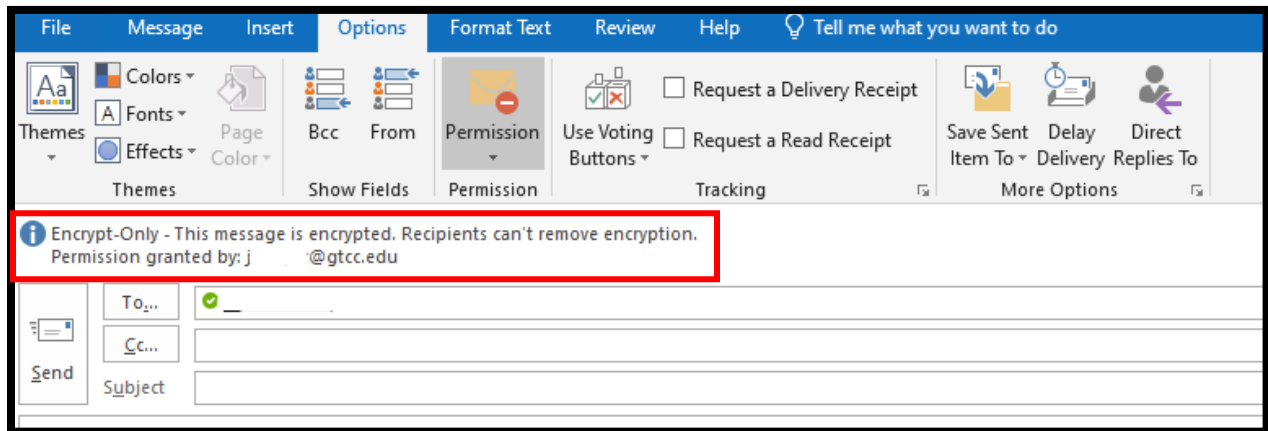 File Message Insert Options Format Text Review Help Tell me what you want to do
Aa
Themes
Colors
A Fonts
Effects
Page
Color
Themes
Bcc
From
Show Fields
Permission
Permission
Use Voting
Buttons
Request a Delivery Receipt
Request a Read Receipt
Tracking
Save Sent
Item To
Delay
Delivery
Direct
Replies To
More Options
Encrypt-Only - This message is encrypted. Recipients can't remove encryption.
Permission granted by: j @gtcc.edu
Send
To...
Cc...
Subject